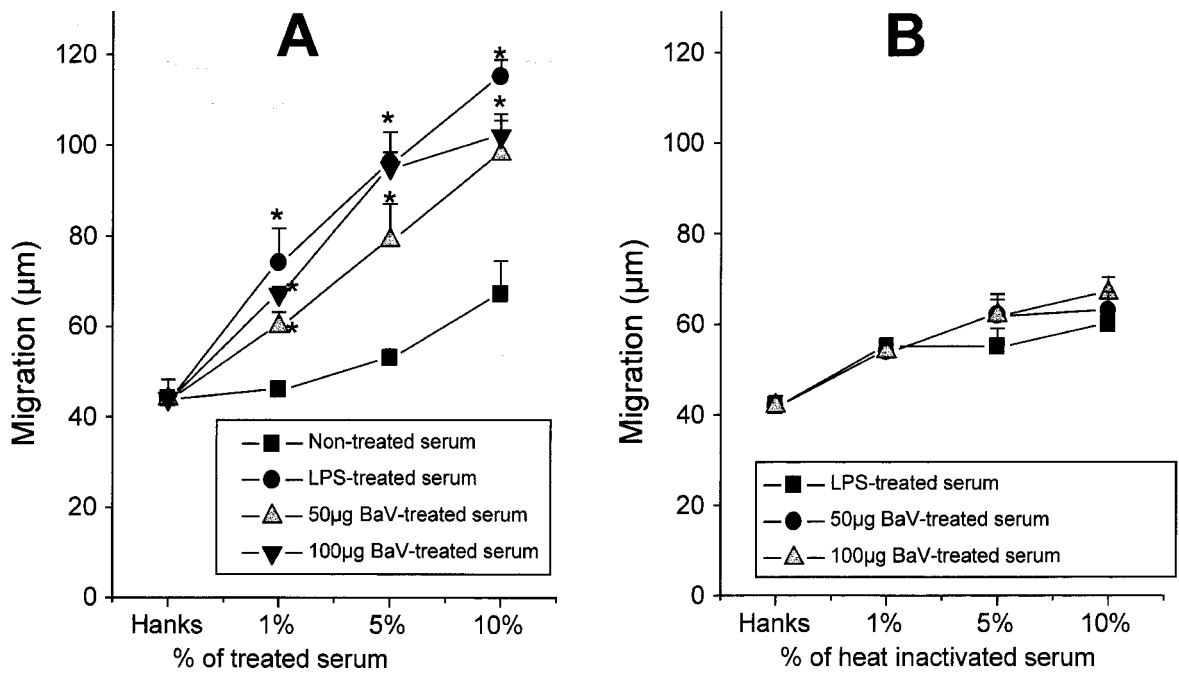 A
120
100
80
60
40
20
0
Migration (µm)
*
*
*
*
*
*
*
Non-treated serum
LPS-treated serum
50µg BaV-treated serum
100µg BaV-treated serum
Hanks 1% 5% 10%
% of treated serum
B
120
100
80
60
40
20
0
Migration (µm)
LPS-treated serum
50µg BaV-treated serum
100µg BaV-treated serum
Hanks 1% 5% 10%
% of heat inactivated serum